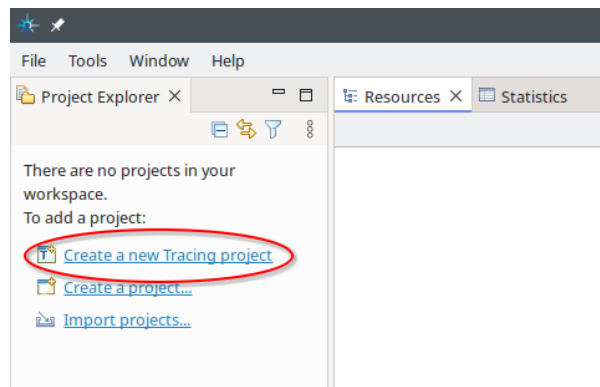 File Tools Window Help
Project Explorer
Resources Statistics
There are no projects in your
workspace.
To add a project:
Create a new Tracing project
Create a project...
Import projects...